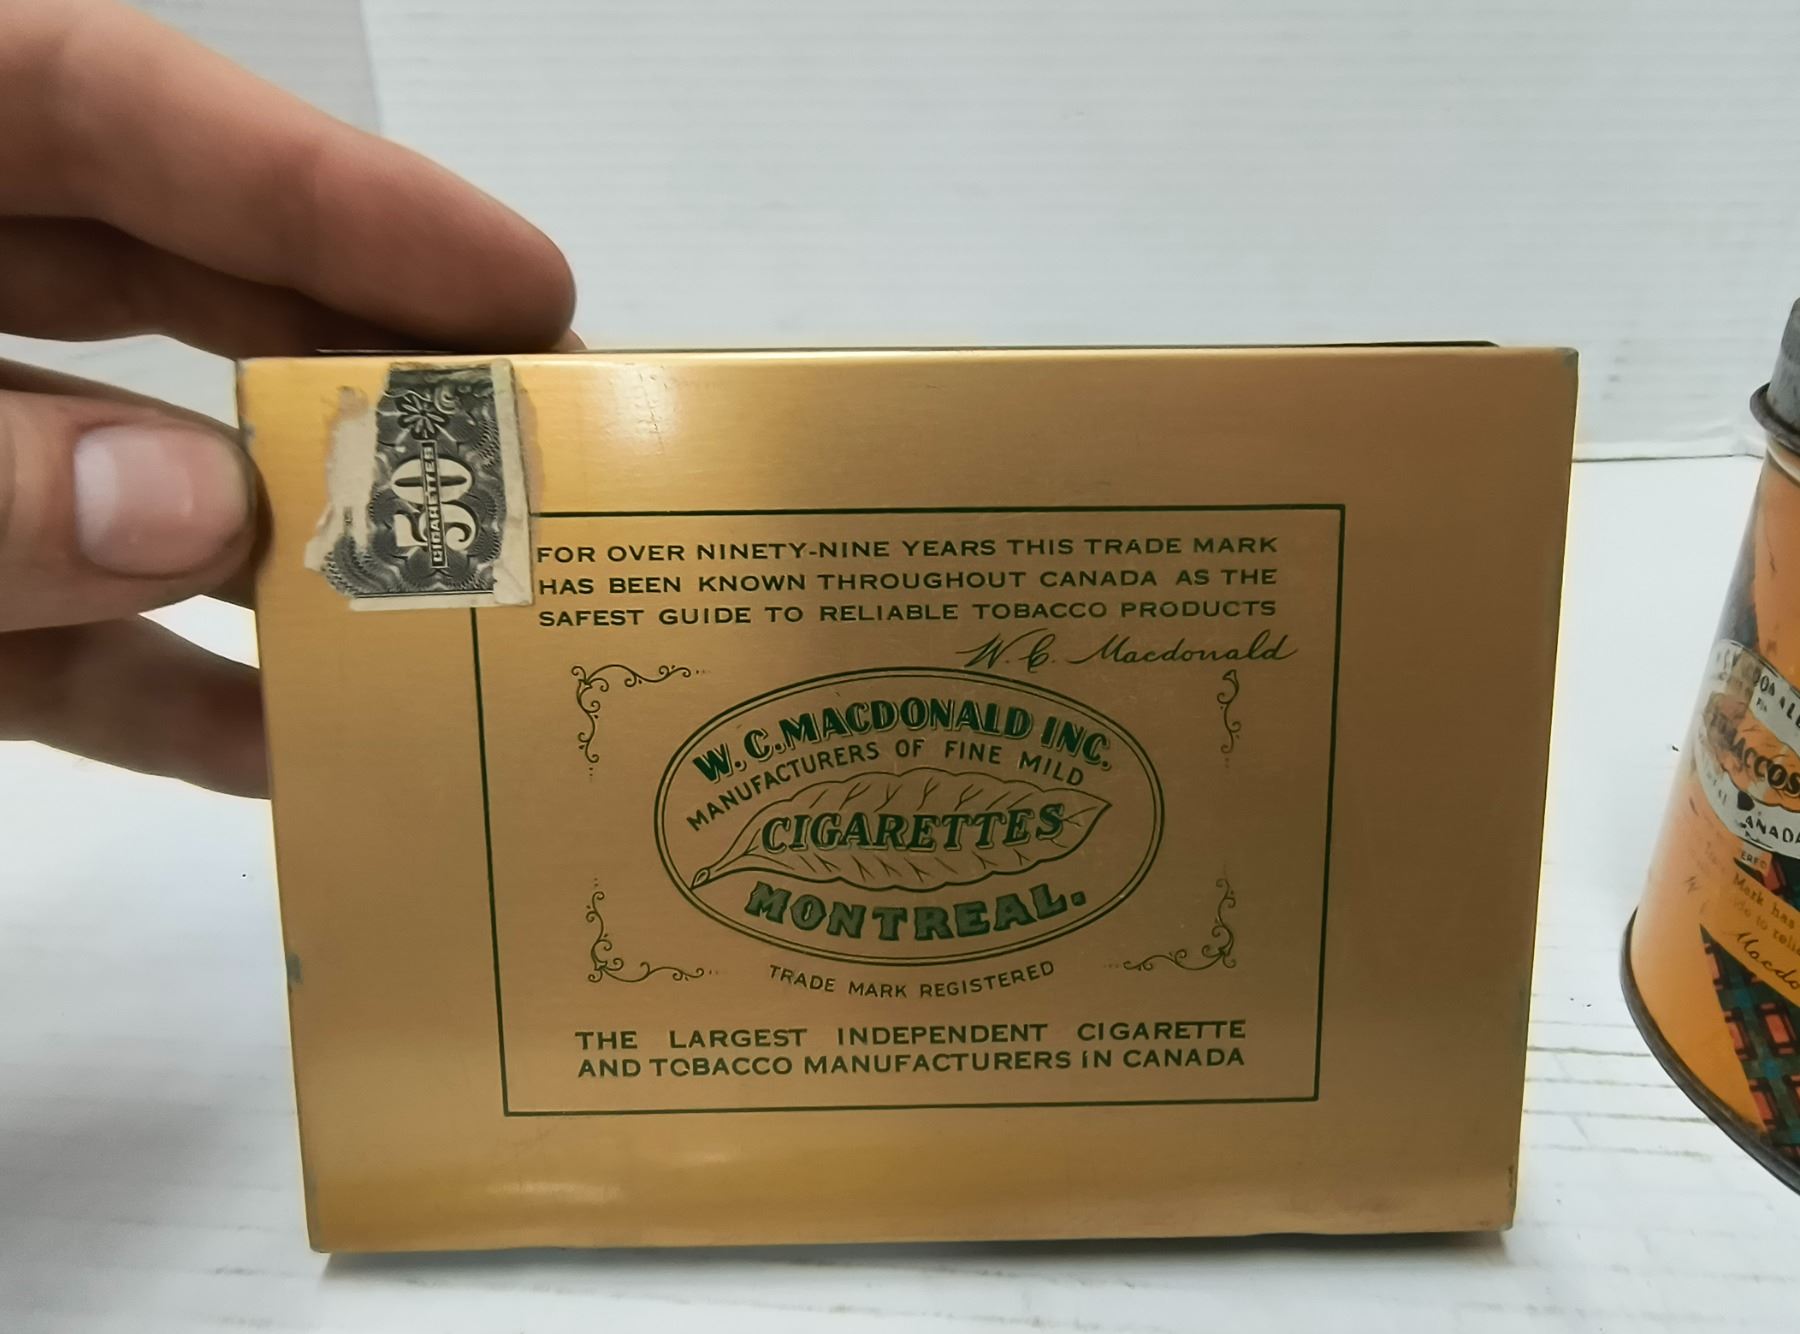 50
CIGARETTES
FOR OVER NINETY-NINE YEARS THIS TRADE MARK
HAS BEEN KNOWN THROUGHOUT CANADA AS THE
SAFEST GUIDE TO RELIABLE TOBACCO PRODUCTS
W. C. Macdonald
W. C. MACDONALD INC.
MANUFACTURERS OF FINE MILD
CIGARETTES
MONTREAL.
TRADE MARK REGISTERED
THE LARGEST INDEPENDENT CIGARETTE
AND TOBACCO MANUFACTURERS IN CANADA
Mark has